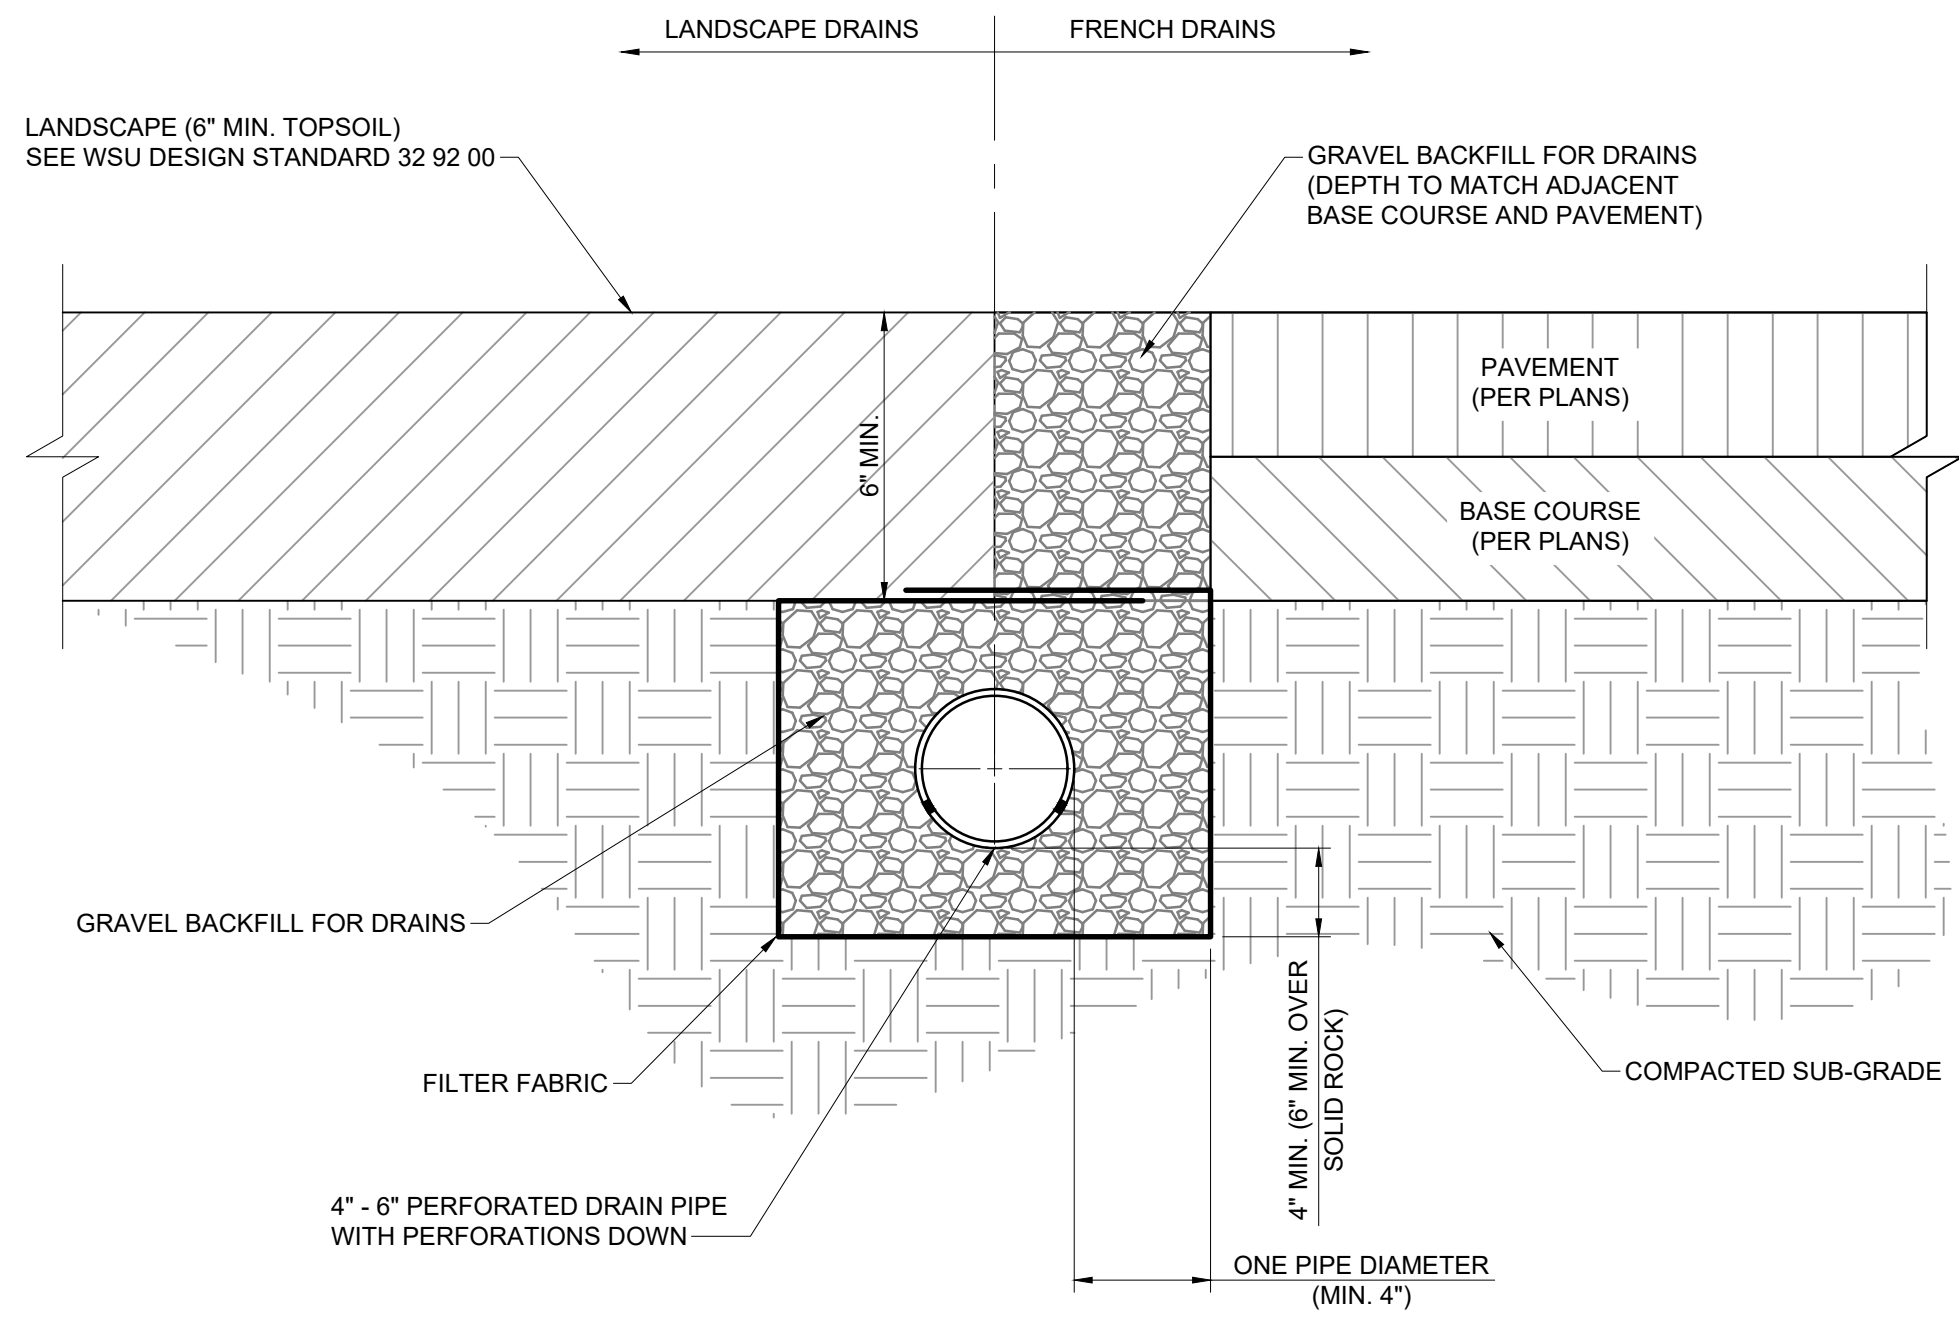 LANDSCAPE DRAINS
FRENCH DRAINS
LANDSCAPE (6" MIN. TOPSOIL)
SEE WSU DESIGN STANDARD 32 92 00
GRAVEL BACKFILL FOR DRAINS
(DEPTH TO MATCH ADJACENT
BASE COURSE AND PAVEMENT)
PAVEMENT
(PER PLANS)
6" MIN.
BASE COURSE
(PER PLANS)
GRAVEL BACKFILL FOR DRAINS
FILTER FABRIC
COMPACTED SUB-GRADE
4" MIN. (6" MIN. OVER
SOLID ROCK)
4" - 6" PERFORATED DRAIN PIPE
WITH PERFORATIONS DOWN
ONE PIPE DIAMETER
(MIN. 4")